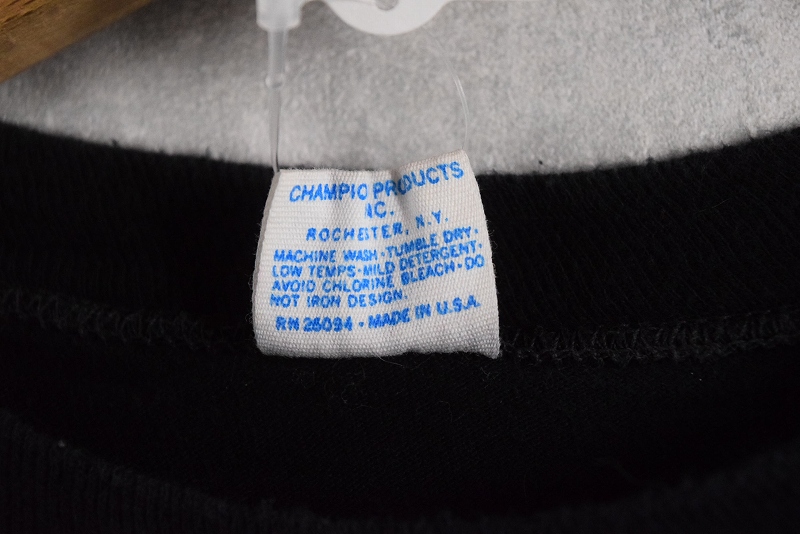 CHAMPIO PRODUCTS
NC.
ROCHESTER, N.Y.
MACHINE WASH · TUMBLE DRY·
LOW TEMPS · MILD DETERGENT·
AVOID CHLORINE BLEACH · DO
NOT IRON DESIGN.
RN 26094 · MADE IN U.S.A.